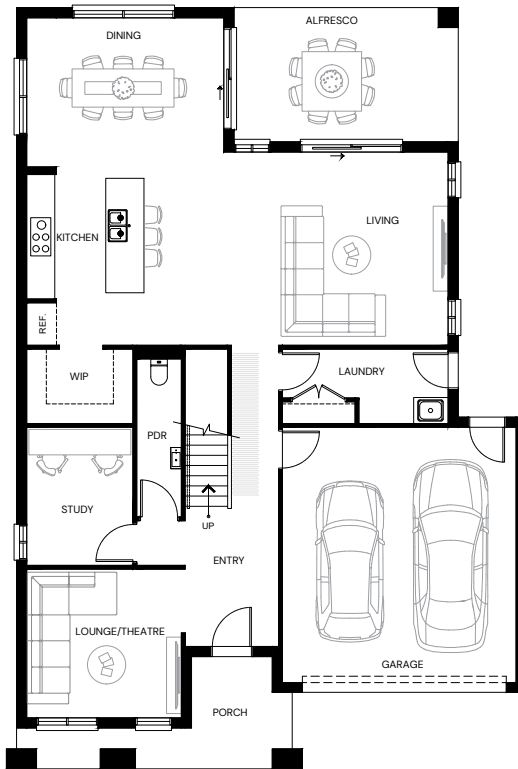 DINING
ALFRESCO
LIVING
KITCHEN
REF.
WIP
LAUNDRY
PDR
STUDY
UP
ENTRY
LOUNGE/THEATRE
GARAGE
PORCH